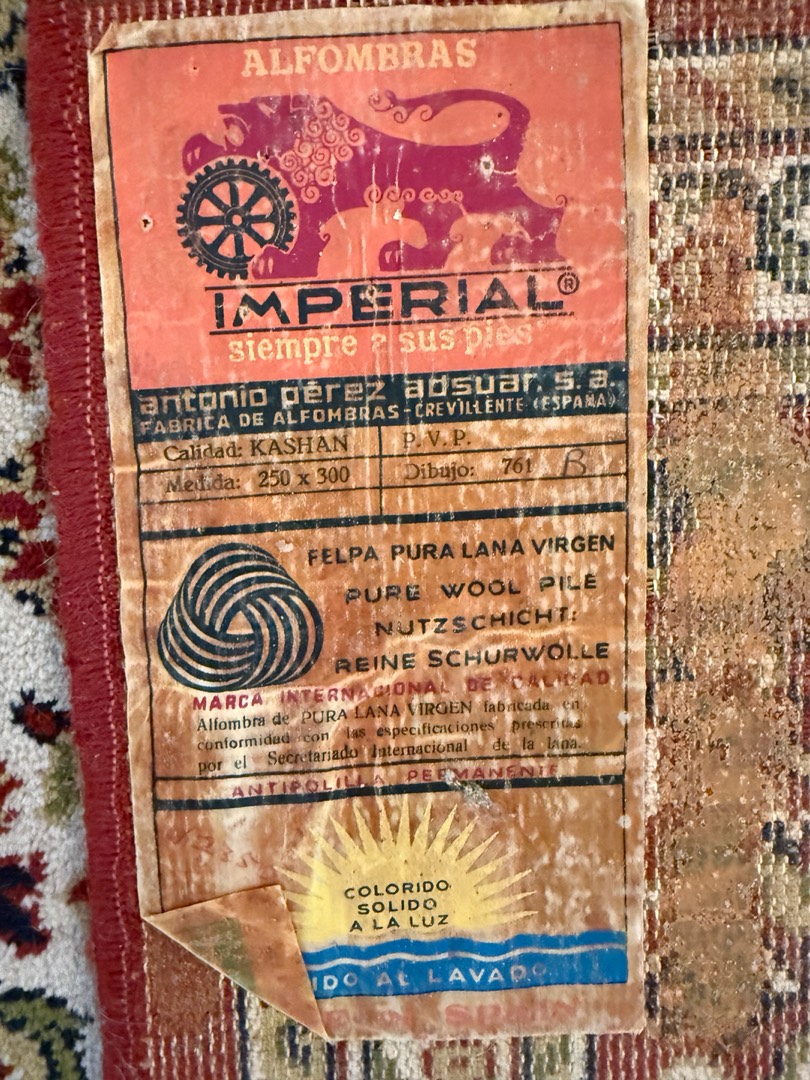 ALFOMBRAS
IMPERIAL®
siempre a sus pies
antonio pérez adsuar, s.a.
FABRICA DE ALFOMBRAS-CREVILLENTE (ESPAÑA)
Calidad: KASHAN P.V.P.
Medida: 250 x 300 Dibujo: 761 B
FELPA PURA LANA VIRGEN
PURE WOOL PILE
NUTZSCHICHT:
REINE SCHURWOLLE
MARCA INTERNACIONAL DE CALIDAD
Alfombra de PURA LANA VIRGEN fabricada en
conformidad con las especificaciones prescritas
por el Secretariado Internacional de la lana.
ANTIPOLILLA PERMANENTE
COLORIDO
SOLIDO
A LA LUZ
IDO AL LAVADO
IN SPAIN